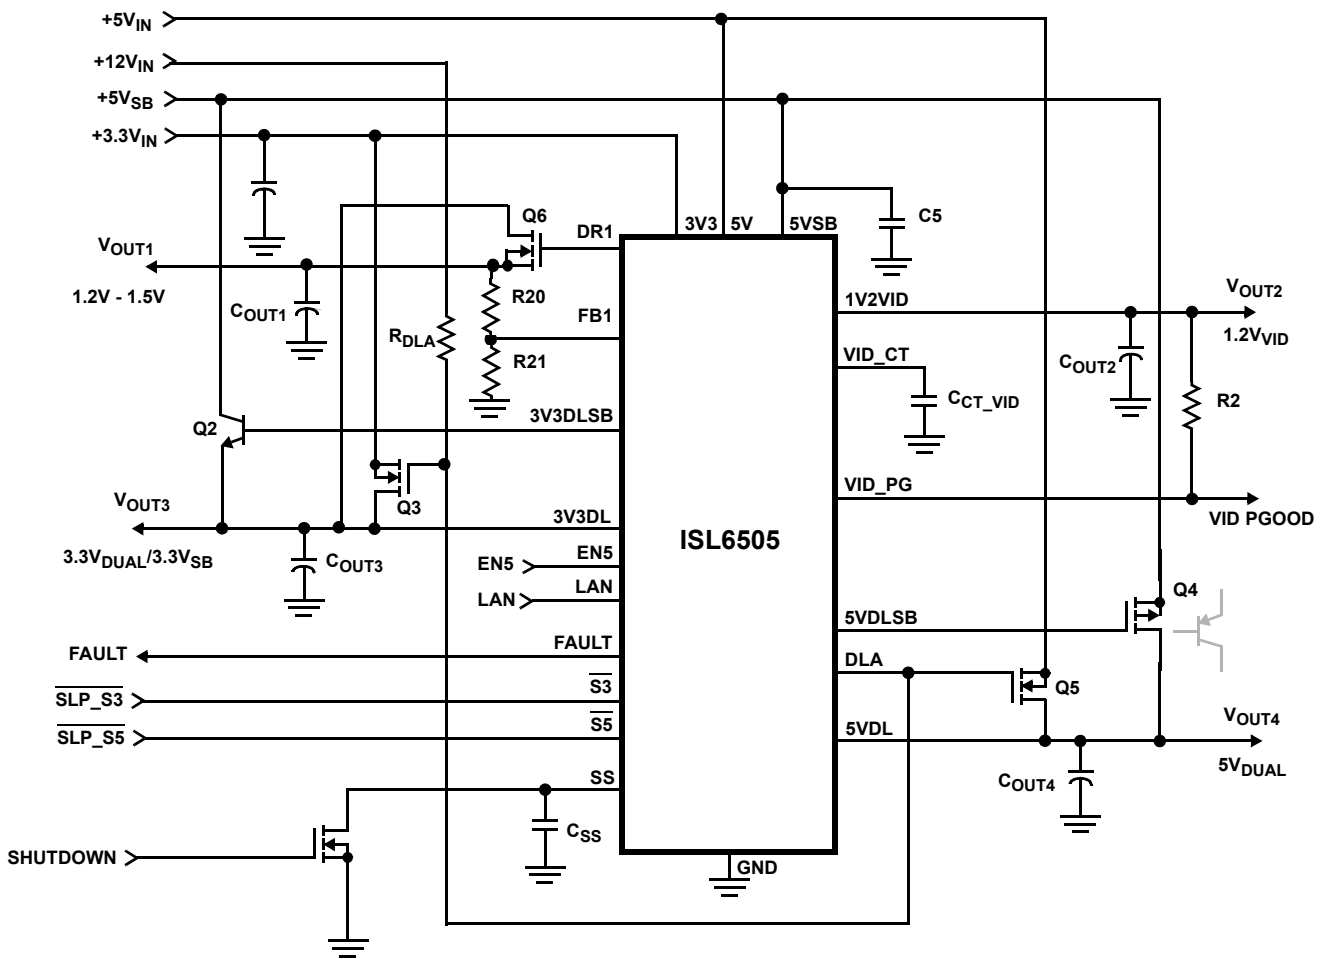 +5VIN
+12VIN
+5VSB
+3.3VIN
Q6
DR1
3V3
5V
5VSB
C5
VOUT1
1.2V - 1.5V
COUT1
R20
FB1
RDLA
R21
1V2VID
VOUT2
1.2VVID
VID_CT
COUT2
CCT_VID
R2
Q2
3V3DLSB
Q3
VID_PG
VID PGOOD
VOUT3
3.3VDUAL/3.3VSB
COUT3
3V3DL
ISL6505
EN5
EN5
LAN
LAN
FAULT
FAULT
5VDLSB
Q4
DLA
Q5
SLP_S3
S3
SLP_S5
S5
5VDL
VOUT4
5VDUAL
COUT4
SS
CSS
SHUTDOWN
GND